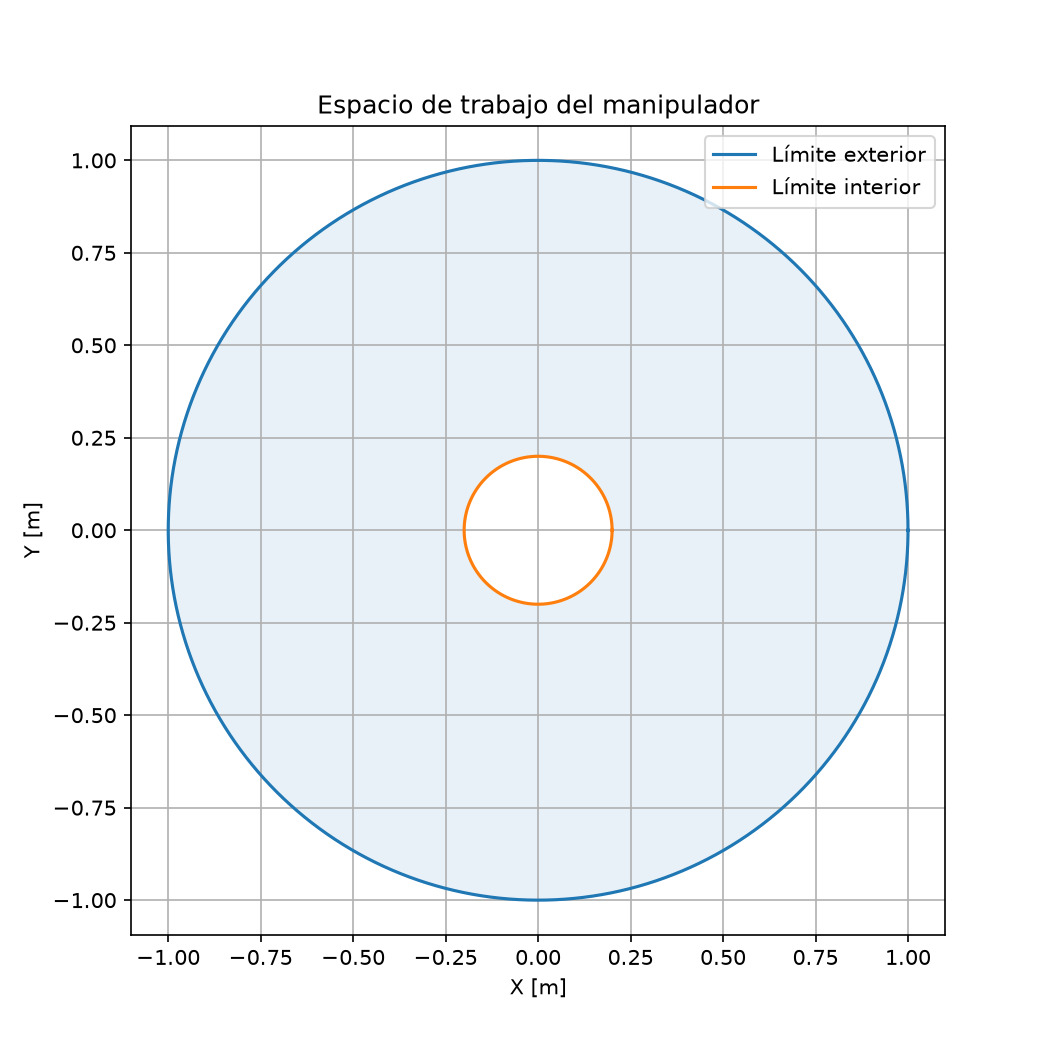 Espacio de trabajo del manipulador
Límite exterior
Límite interior
1.00
0.75
0.50
0.25
0.00
−0.25
−0.50
−0.75
−1.00
Y [m]
−1.00 −0.75 −0.50 −0.25 0.00 0.25 0.50 0.75 1.00
X [m]